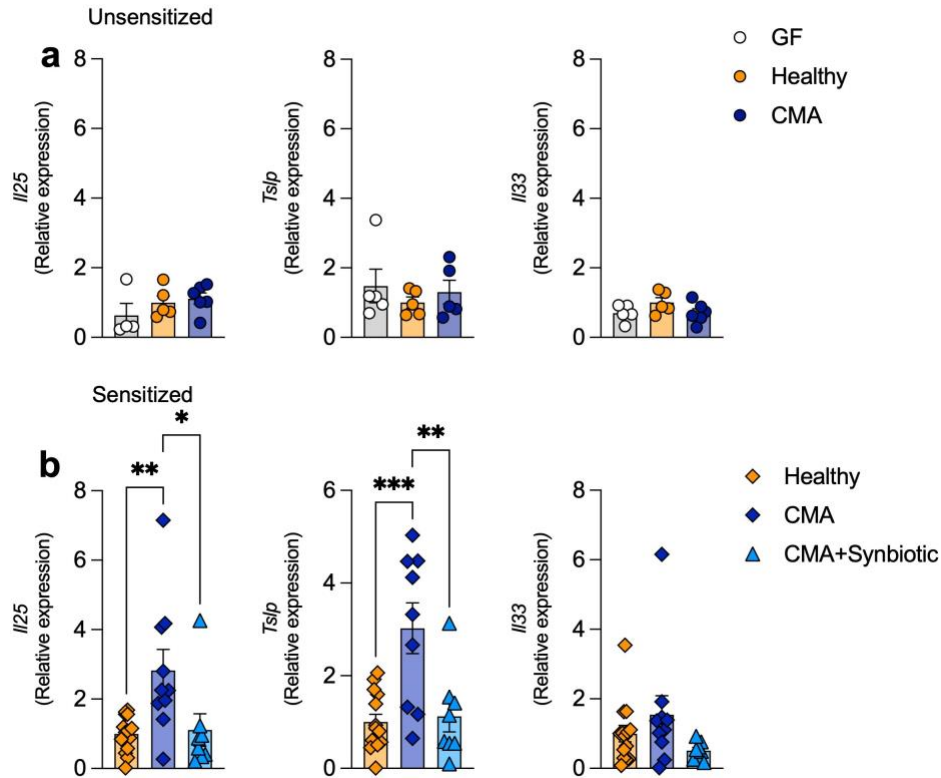 Unsensitized
a
8
6
4
2
0
Il25
(Relative expression)
8
6
4
2
0
Tslp
(Relative expression)
8
6
4
2
0
Il33
(Relative expression)
GF
Healthy
CMA
Sensitized
b
8
6
4
2
0
Il25
(Relative expression)
**
*
6
4
2
0
Tslp
(Relative expression)
***
**
8
6
4
2
0
Il33
(Relative expression)
Healthy
CMA
CMA+Synbiotic